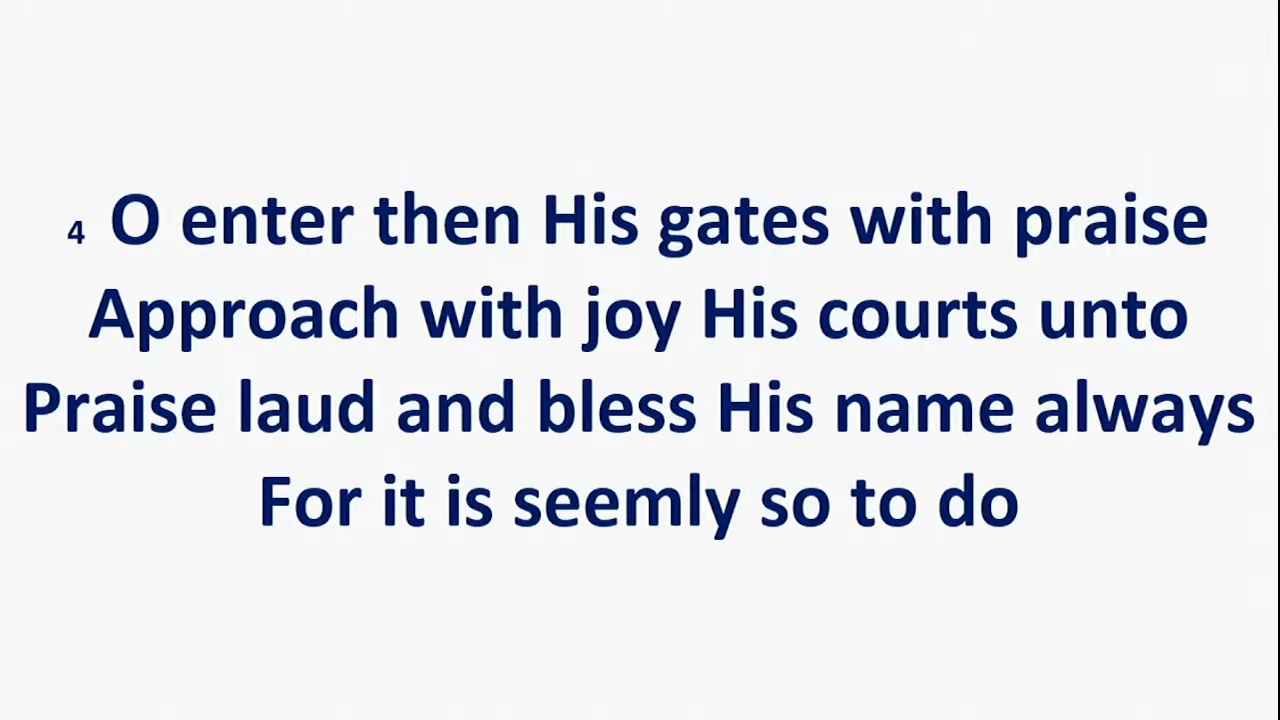 4 O enter then His gates with praise
Approach with joy His courts unto
Praise laud and bless His name always
For it is seemly so to do